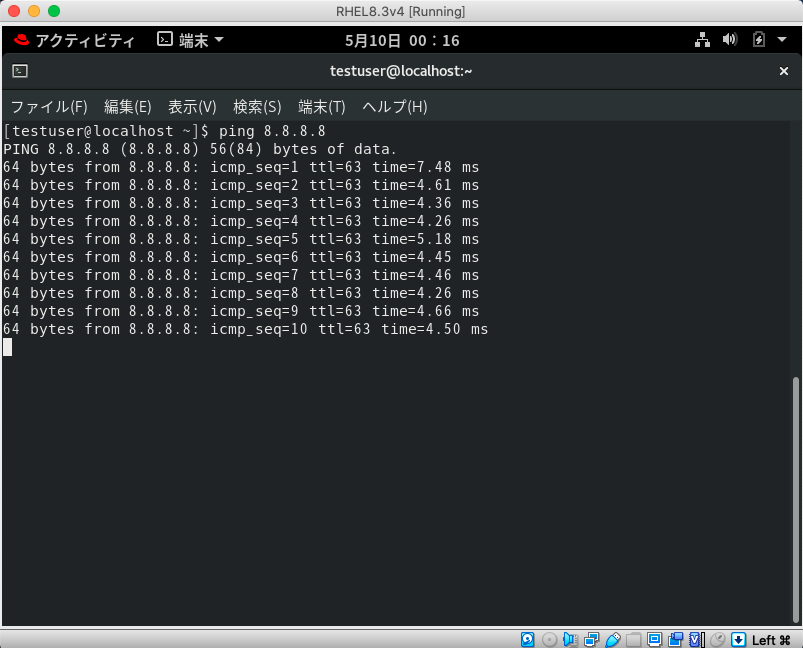 RHEL8.3v4 [Running]
アクティビティ 端末 5月10日 00：16
testuser@localhost:~
ファイル(F) 編集(E) 表示(V) 検索(S) 端末(T) ヘルプ(H)
[testuser@localhost ~]$ ping 8.8.8.8
PING 8.8.8.8 (8.8.8.8) 56(84) bytes of data.
64 bytes from 8.8.8.8: icmp_seq=1 ttl=63 time=7.48 ms
64 bytes from 8.8.8.8: icmp_seq=2 ttl=63 time=4.61 ms
64 bytes from 8.8.8.8: icmp_seq=3 ttl=63 time=4.36 ms
64 bytes from 8.8.8.8: icmp_seq=4 ttl=63 time=4.26 ms
64 bytes from 8.8.8.8: icmp_seq=5 ttl=63 time=5.18 ms
64 bytes from 8.8.8.8: icmp_seq=6 ttl=63 time=4.45 ms
64 bytes from 8.8.8.8: icmp_seq=7 ttl=63 time=4.46 ms
64 bytes from 8.8.8.8: icmp_seq=8 ttl=63 time=4.26 ms
64 bytes from 8.8.8.8: icmp_seq=9 ttl=63 time=4.66 ms
64 bytes from 8.8.8.8: icmp_seq=10 ttl=63 time=4.50 ms
Left ⌘